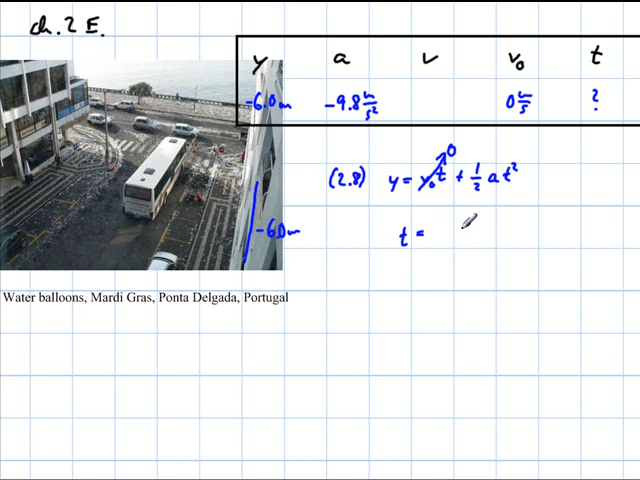 ch. 2 E.
y a v v₀ t
-6.0m -9.8 m/s² 0 m/s ?
(2.8) y = v₀t + ½ a t²
0
-6.0m
t =
Water balloons, Mardi Gras, Ponta Delgada, Portugal